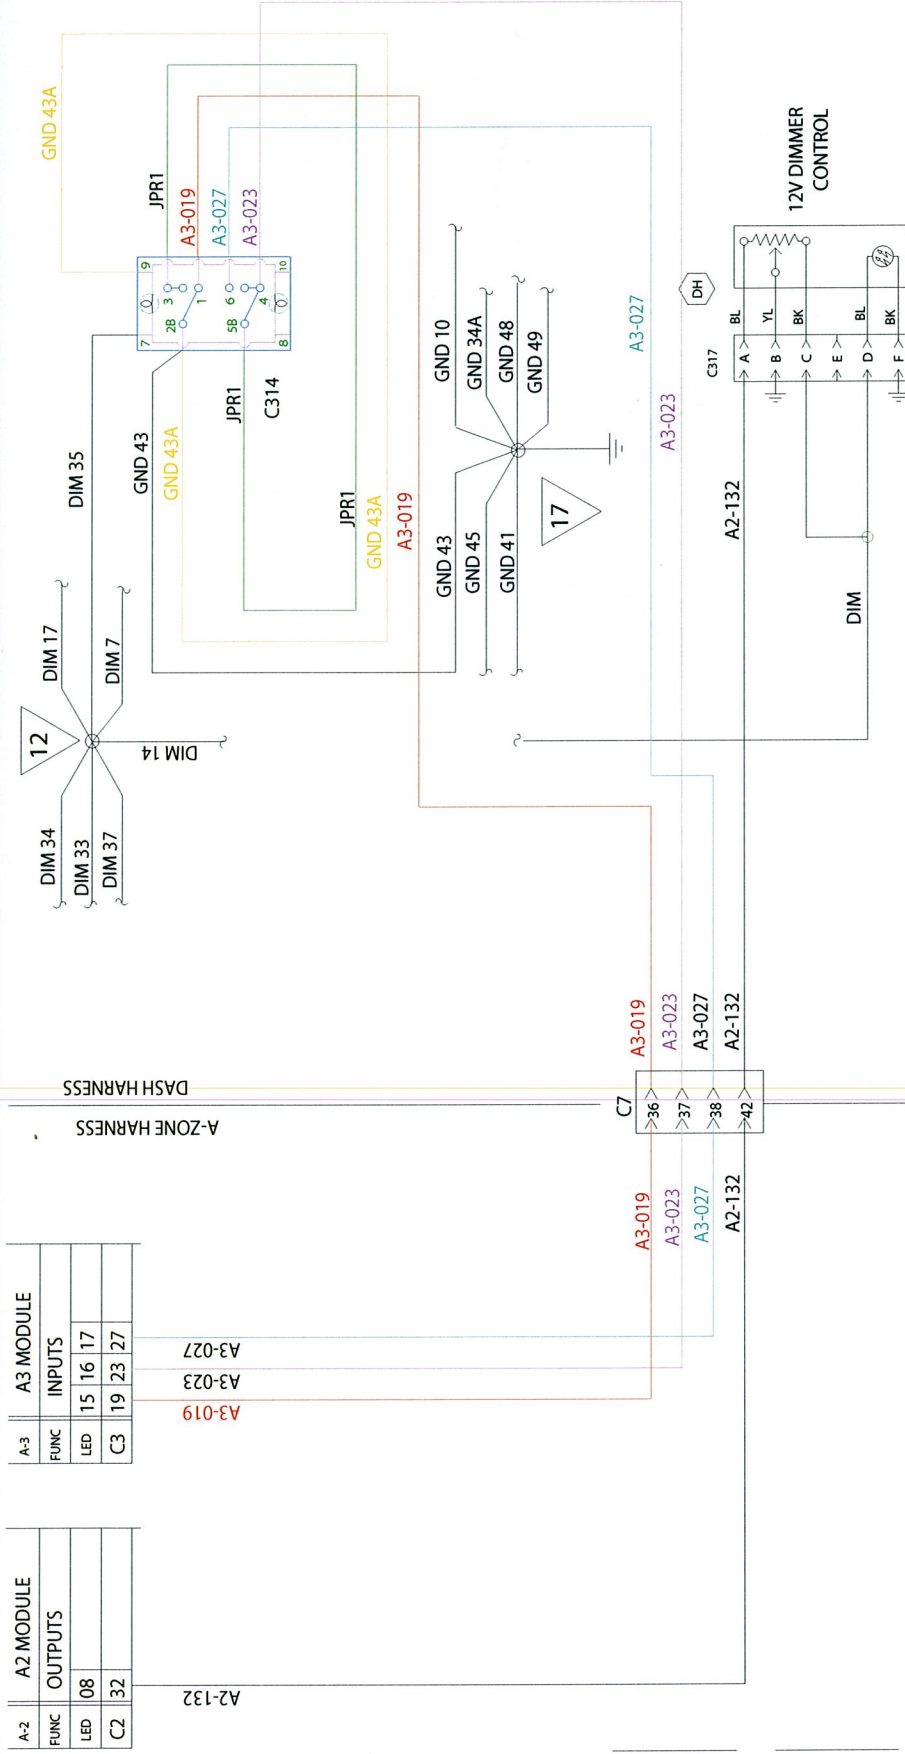 A-2
A2 MODULE
FUNC
OUTPUTS
LED
08
C2
32
A2-132
A-3
A3 MODULE
FUNC
INPUTS
LED
15
16
17
C3
19
23
27
A3-019
A3-023
A3-027
A-ZONE HARNESS
DASH HARNESS
C7
36
37
38
42
A3-019
A3-023
A3-027
A2-132
A3-019
A3-023
A3-027
A2-132
12
DIM 34
DIM 33
DIM 37
DIM 17
DIM 7
DIM 14
DIM 35
GND 43
GND 43A
JPR1
C314
7
9
2B
3
1
5B
6
4
8
10
GND 43A
JPR1
A3-019
A3-027
A3-023
JPR1
GND 43A
A3-019
GND 43
GND 45
GND 41
GND 10
GND 34A
GND 48
GND 49
17
A3-027
A3-023
A2-132
DIM
DH
C317
A
B
C
E
D
F
BL
YL
BK
BL
BK
12V DIMMER
CONTROL